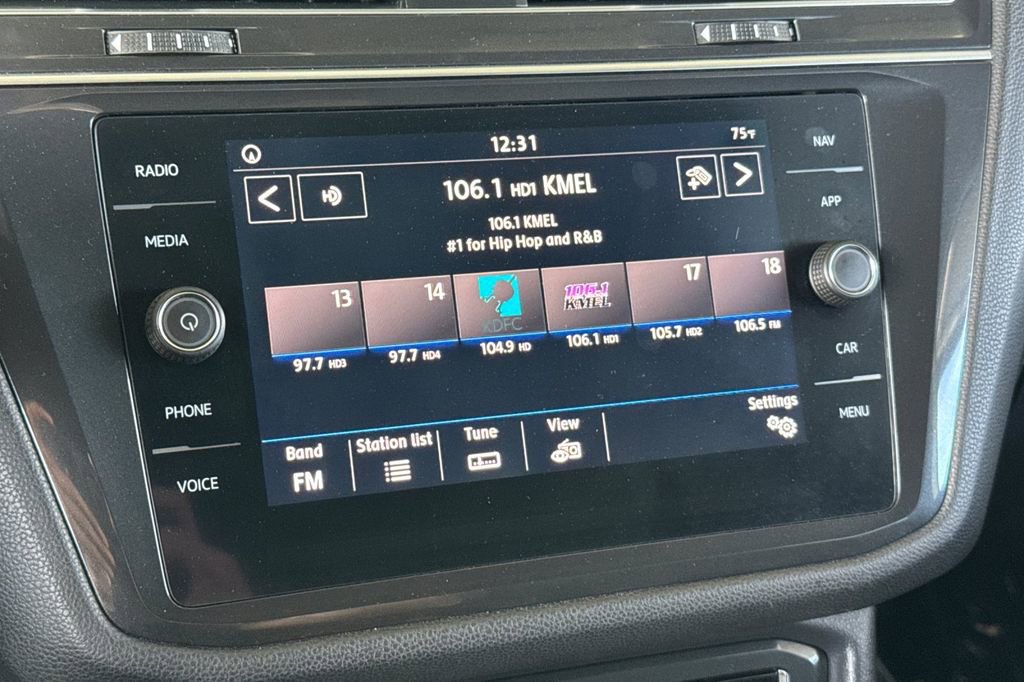 RADIO
MEDIA
PHONE
VOICE
12:31
75°F
106.1 HD1 KMEL
106.1 KMEL
#1 for Hip Hop and R&B
13
14
KDFC
106.1
KMEL
17
18
97.7 HD3
97.7 HD4
104.9 HD
106.1 HD1
105.7 HD2
106.5 FM
Band
FM
Station list
Tune
View
Settings
NAV
APP
CAR
MENU